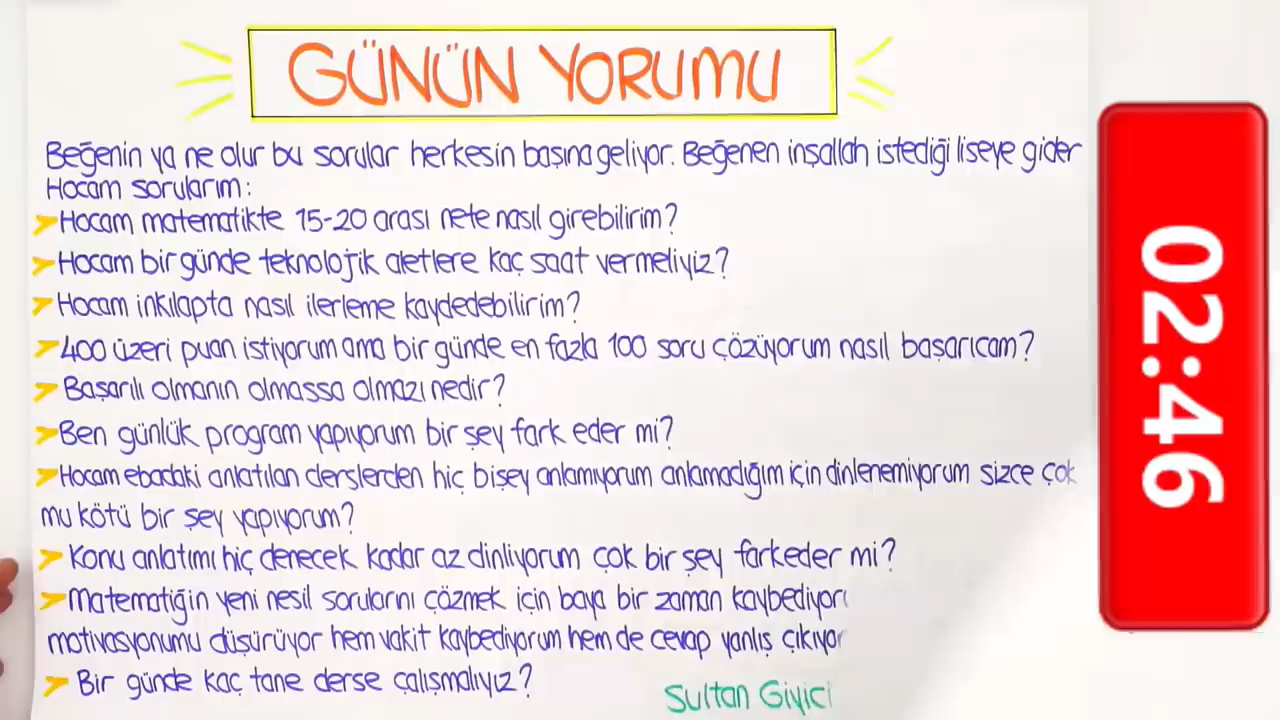 GÜNÜN YORUMU
Beğenin ya ne olur bu sorular herkesin başına geliyor. Beğenen inşallah istediği liseye gider
Hocam sorularım:
➤Hocam matematikte 15-20 arası nete nasıl girebilirim?
➤Hocam bir günde teknolojik aletlere kaç saat vermeliyiz?
➤Hocam inkılapta nasıl ilerleme kaydedebilirim?
➤400 üzeri puan istiyorum ama bir günde en fazla 100 soru çözüyorum nasıl başarıcam?
➤Başarılı olmanın olmassa olmazı nedir?
➤Ben günlük program yapıyorum bir şey fark eder mi?
➤Hocam ebadaki anlatılan derslerden hiç bişey anlamıyorum anlamadığım için dinlenemiyorum sizce çok
mu kötü bir şey yapıyorum?
➤Konu anlatımı hiç denecek kadar az dinliyorum çok bir şey farkeder mi?
➤Matematiğin yeni nesil sorularını çözmek için baya bir zaman kaybediyor
motivasyonumu düşürüyor hem vakit kaybediyorum hem de cevap yanlış çıkıyor
➤Bir günde kaç tane derse çalışmalıyız?
Sultan Giyici
02:46